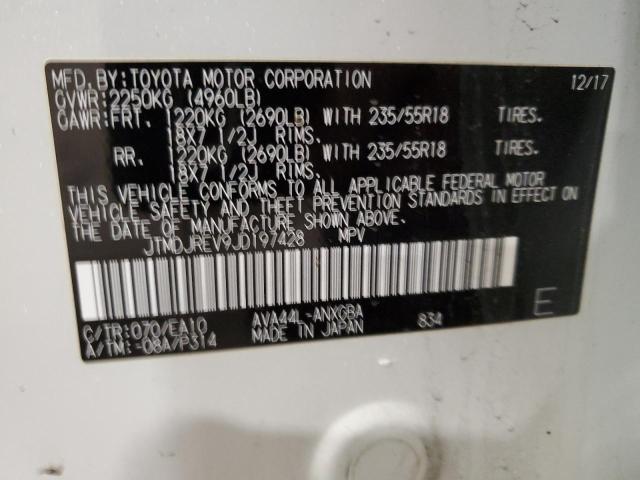 MFD. BY: TOYOTA MOTOR CORPORATION 12/17
GVWR: 2250KG (4960LB)
GAWR: FRT. 1220KG (2690LB) WITH 235/55R18 TIRES.
18X7 1/2J RIMS.
RR. 1220KG (2690LB) WITH 235/55R18 TIRES.
18X7 1/2J RIMS.
THIS VEHICLE CONFORMS TO ALL APPLICABLE FEDERAL MOTOR
VEHICLE SAFETY AND THEFT PREVENTION STANDARDS IN EFFECT ON
THE DATE OF MANUFACTURE SHOWN ABOVE.
JTMDJREV9JD197428 MPV
C/TR: 070/EA10 AVA44L-ANXGBA 834 E
A/TM: -08A/P314 MADE IN JAPAN